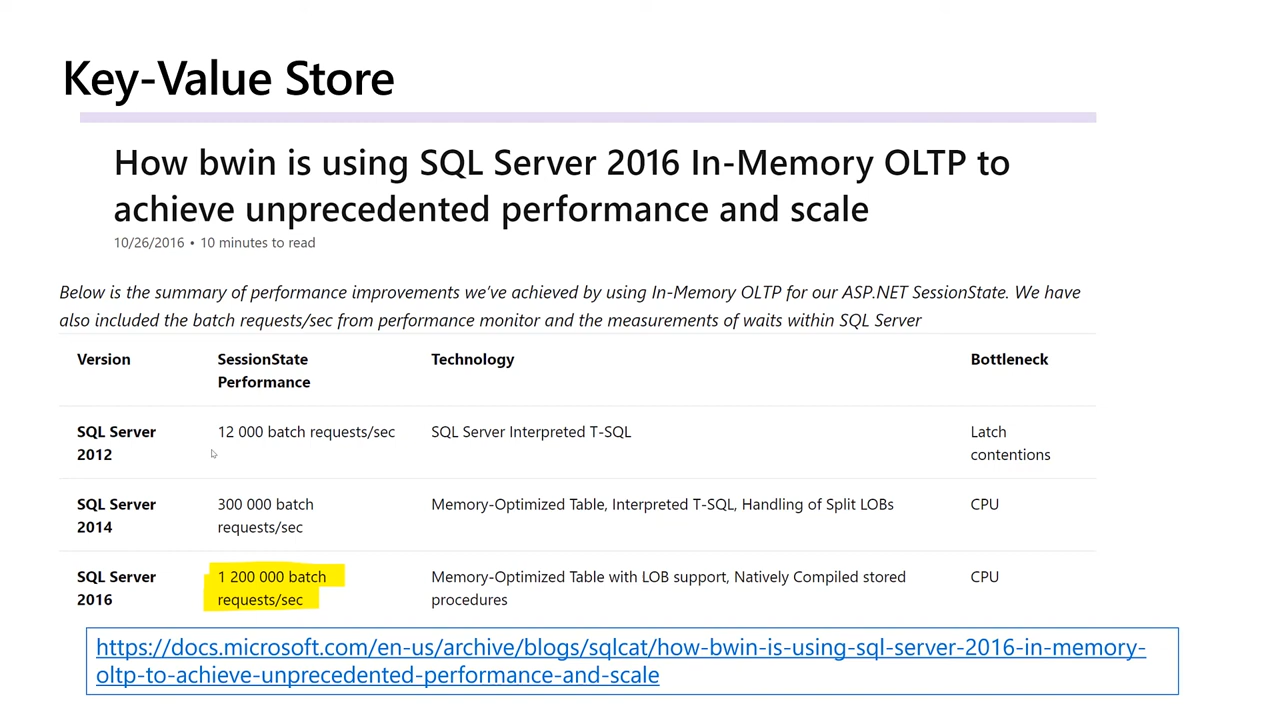 Key-Value Store
How bwin is using SQL Server 2016 In-Memory OLTP to
achieve unprecedented performance and scale
10/26/2016 • 10 minutes to read
Below is the summary of performance improvements we've achieved by using In-Memory OLTP for our ASP.NET SessionState. We have
also included the batch requests/sec from performance monitor and the measurements of waits within SQL Server
Version SessionState Technology Bottleneck
Performance
SQL Server 12 000 batch requests/sec SQL Server Interpreted T-SQL Latch
2012 contentions
SQL Server 300 000 batch Memory-Optimized Table, Interpreted T-SQL, Handling of Split LOBs CPU
2014 requests/sec
SQL Server 1 200 000 batch Memory-Optimized Table with LOB support, Natively Compiled stored CPU
2016 requests/sec procedures
https://docs.microsoft.com/en-us/archive/blogs/sqlcat/how-bwin-is-using-sql-server-2016-in-memory-
oltp-to-achieve-unprecedented-performance-and-scale